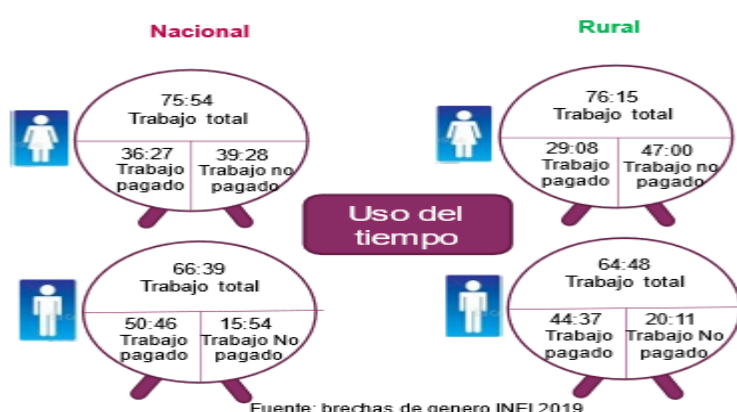 Nacional
Rural
75:54
Trabajo total
36:27
Trabajo
pagado
39:28
Trabajo no
pagado
76:15
Trabajo total
29:08
Trabajo
pagado
47:00
Trabajo no
pagado
Uso del
tiempo
66:39
Trabajo total
50:46
Trabajo
pagado
15:54
Trabajo No
pagado
64:48
Trabajo total
44:37
Trabajo
pagado
20:11
Trabajo No
pagado
Fuente: brechas de genero INEI 2019